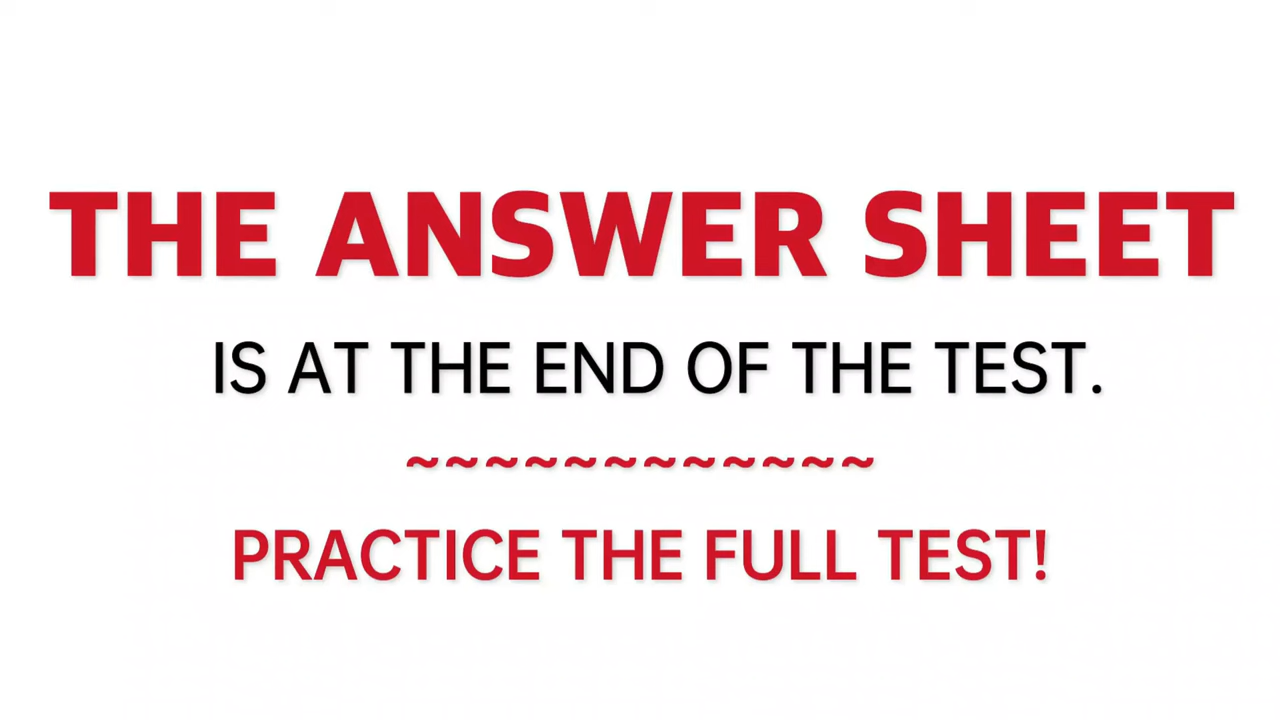 THE ANSWER SHEET
IS AT THE END OF THE TEST.
~~~~~~~~~~~~
PRACTICE THE FULL TEST!